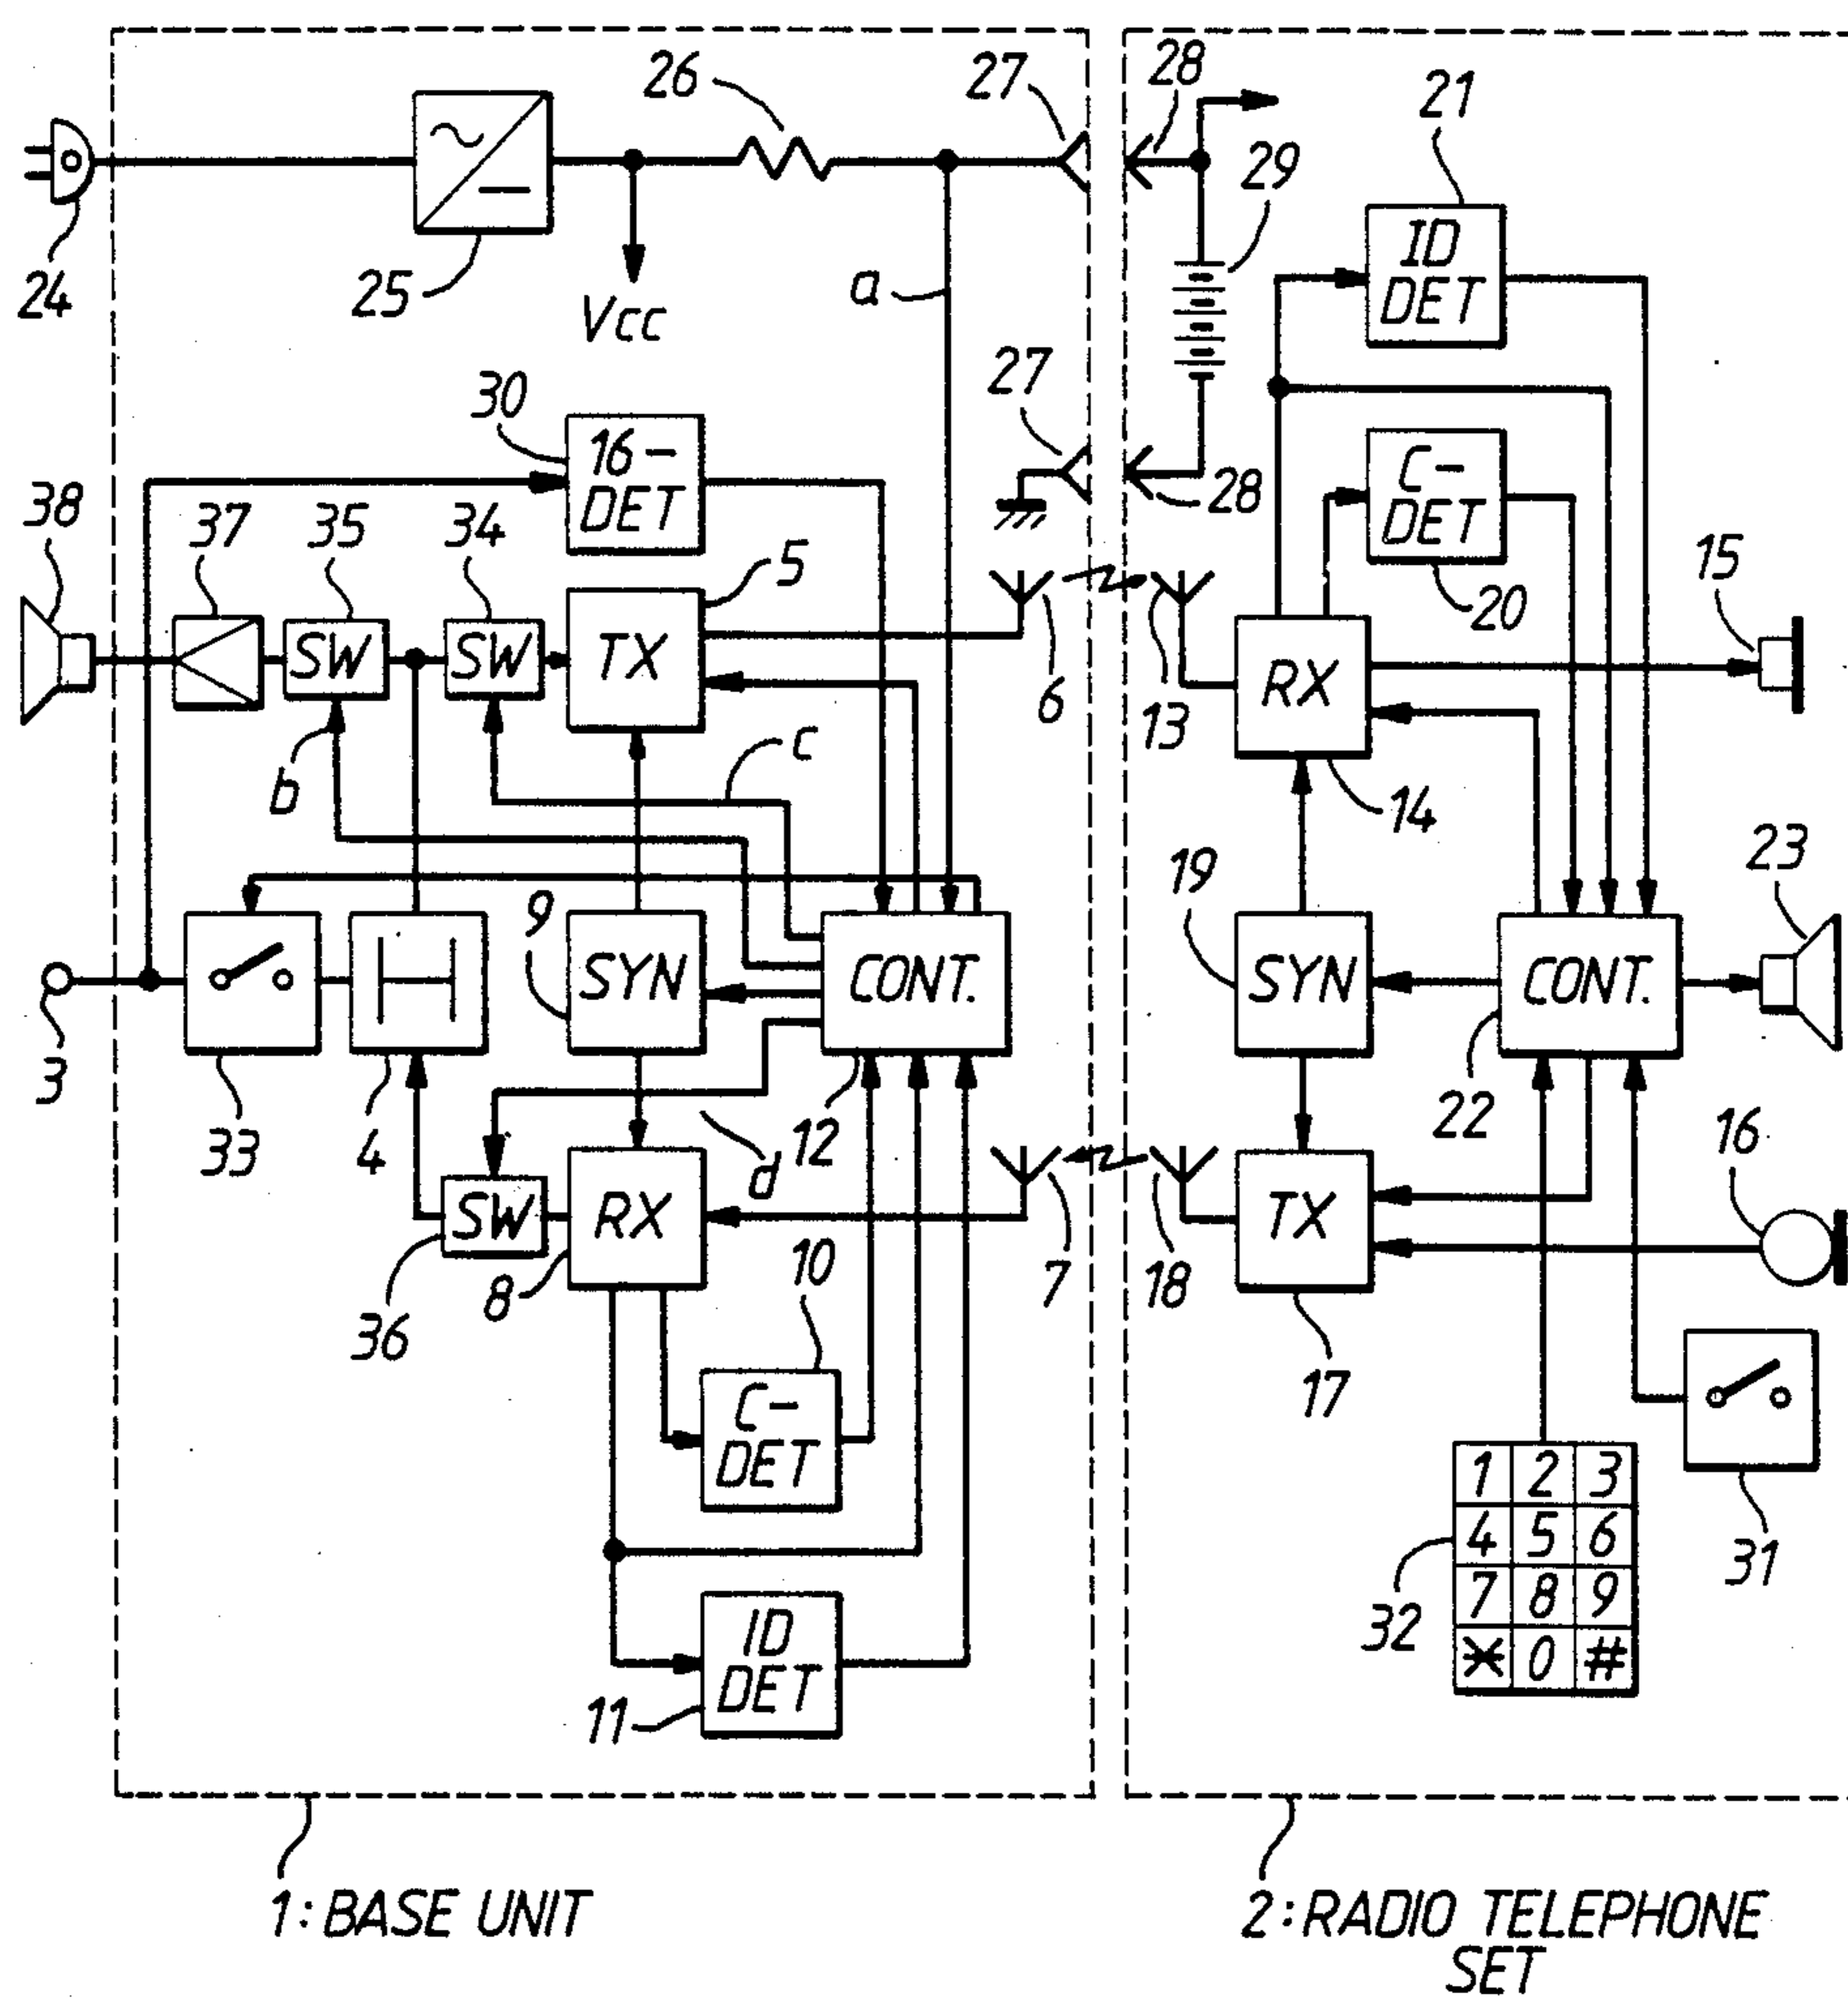 26
27
28
21
29
24
25
Vcc
a
ID
DET
27
30
16-
DET
28
C-
DET
38
37
35
34
5
15
20
SW
SW
TX
6
13
RX
b
c
14
9
19
23
SYN
CONT.
SYN
CONT.
3
33
4
12
22
16
d
SW
RX
TX
36
8
10
7
18
17
C-
DET
31
1 2 3
4 5 6
7 8 9
* 0 #
32
ID
DET
11
1: BASE UNIT
2: RADIO TELEPHONE
SET